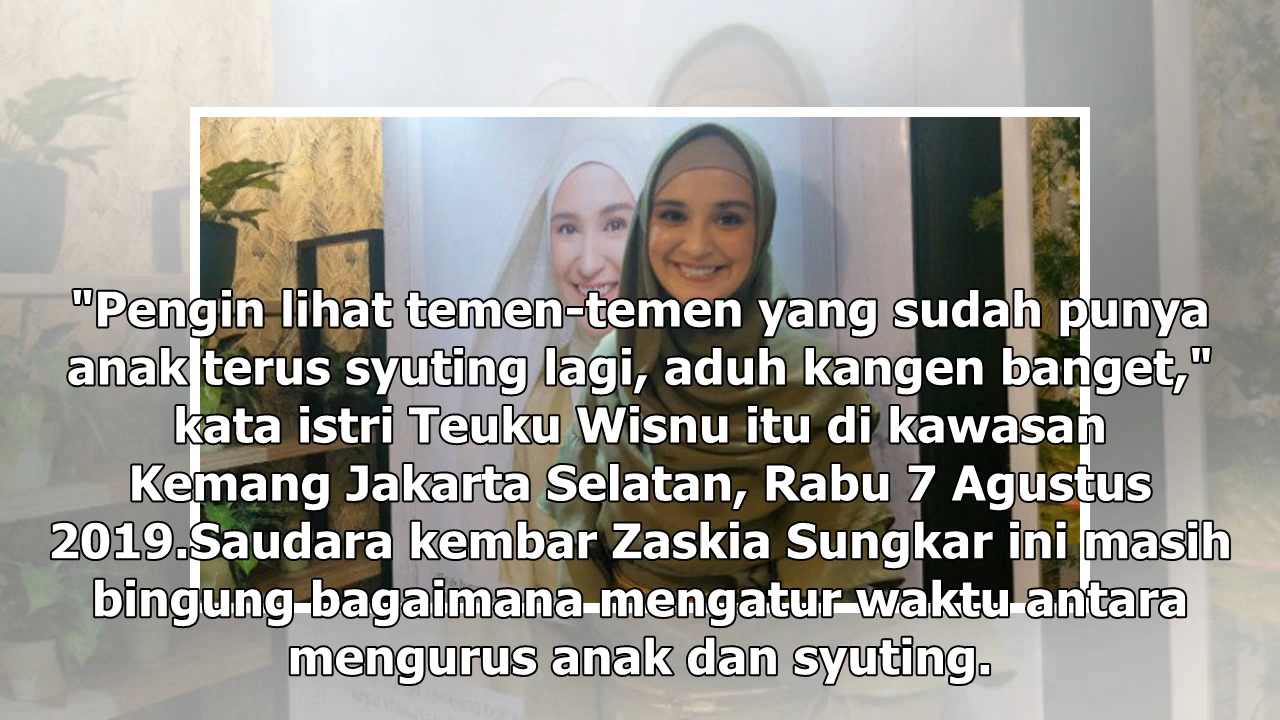 "Pengin lihat temen-temen yang sudah punya
anak terus syuting lagi, aduh kangen banget,"
kata istri Teuku Wisnu itu di kawasan
Kemang Jakarta Selatan, Rabu 7 Agustus
2019.Saudara kembar Zaskia Sungkar ini masih
bingung bagaimana mengatur waktu antara
mengurus anak dan syuting.